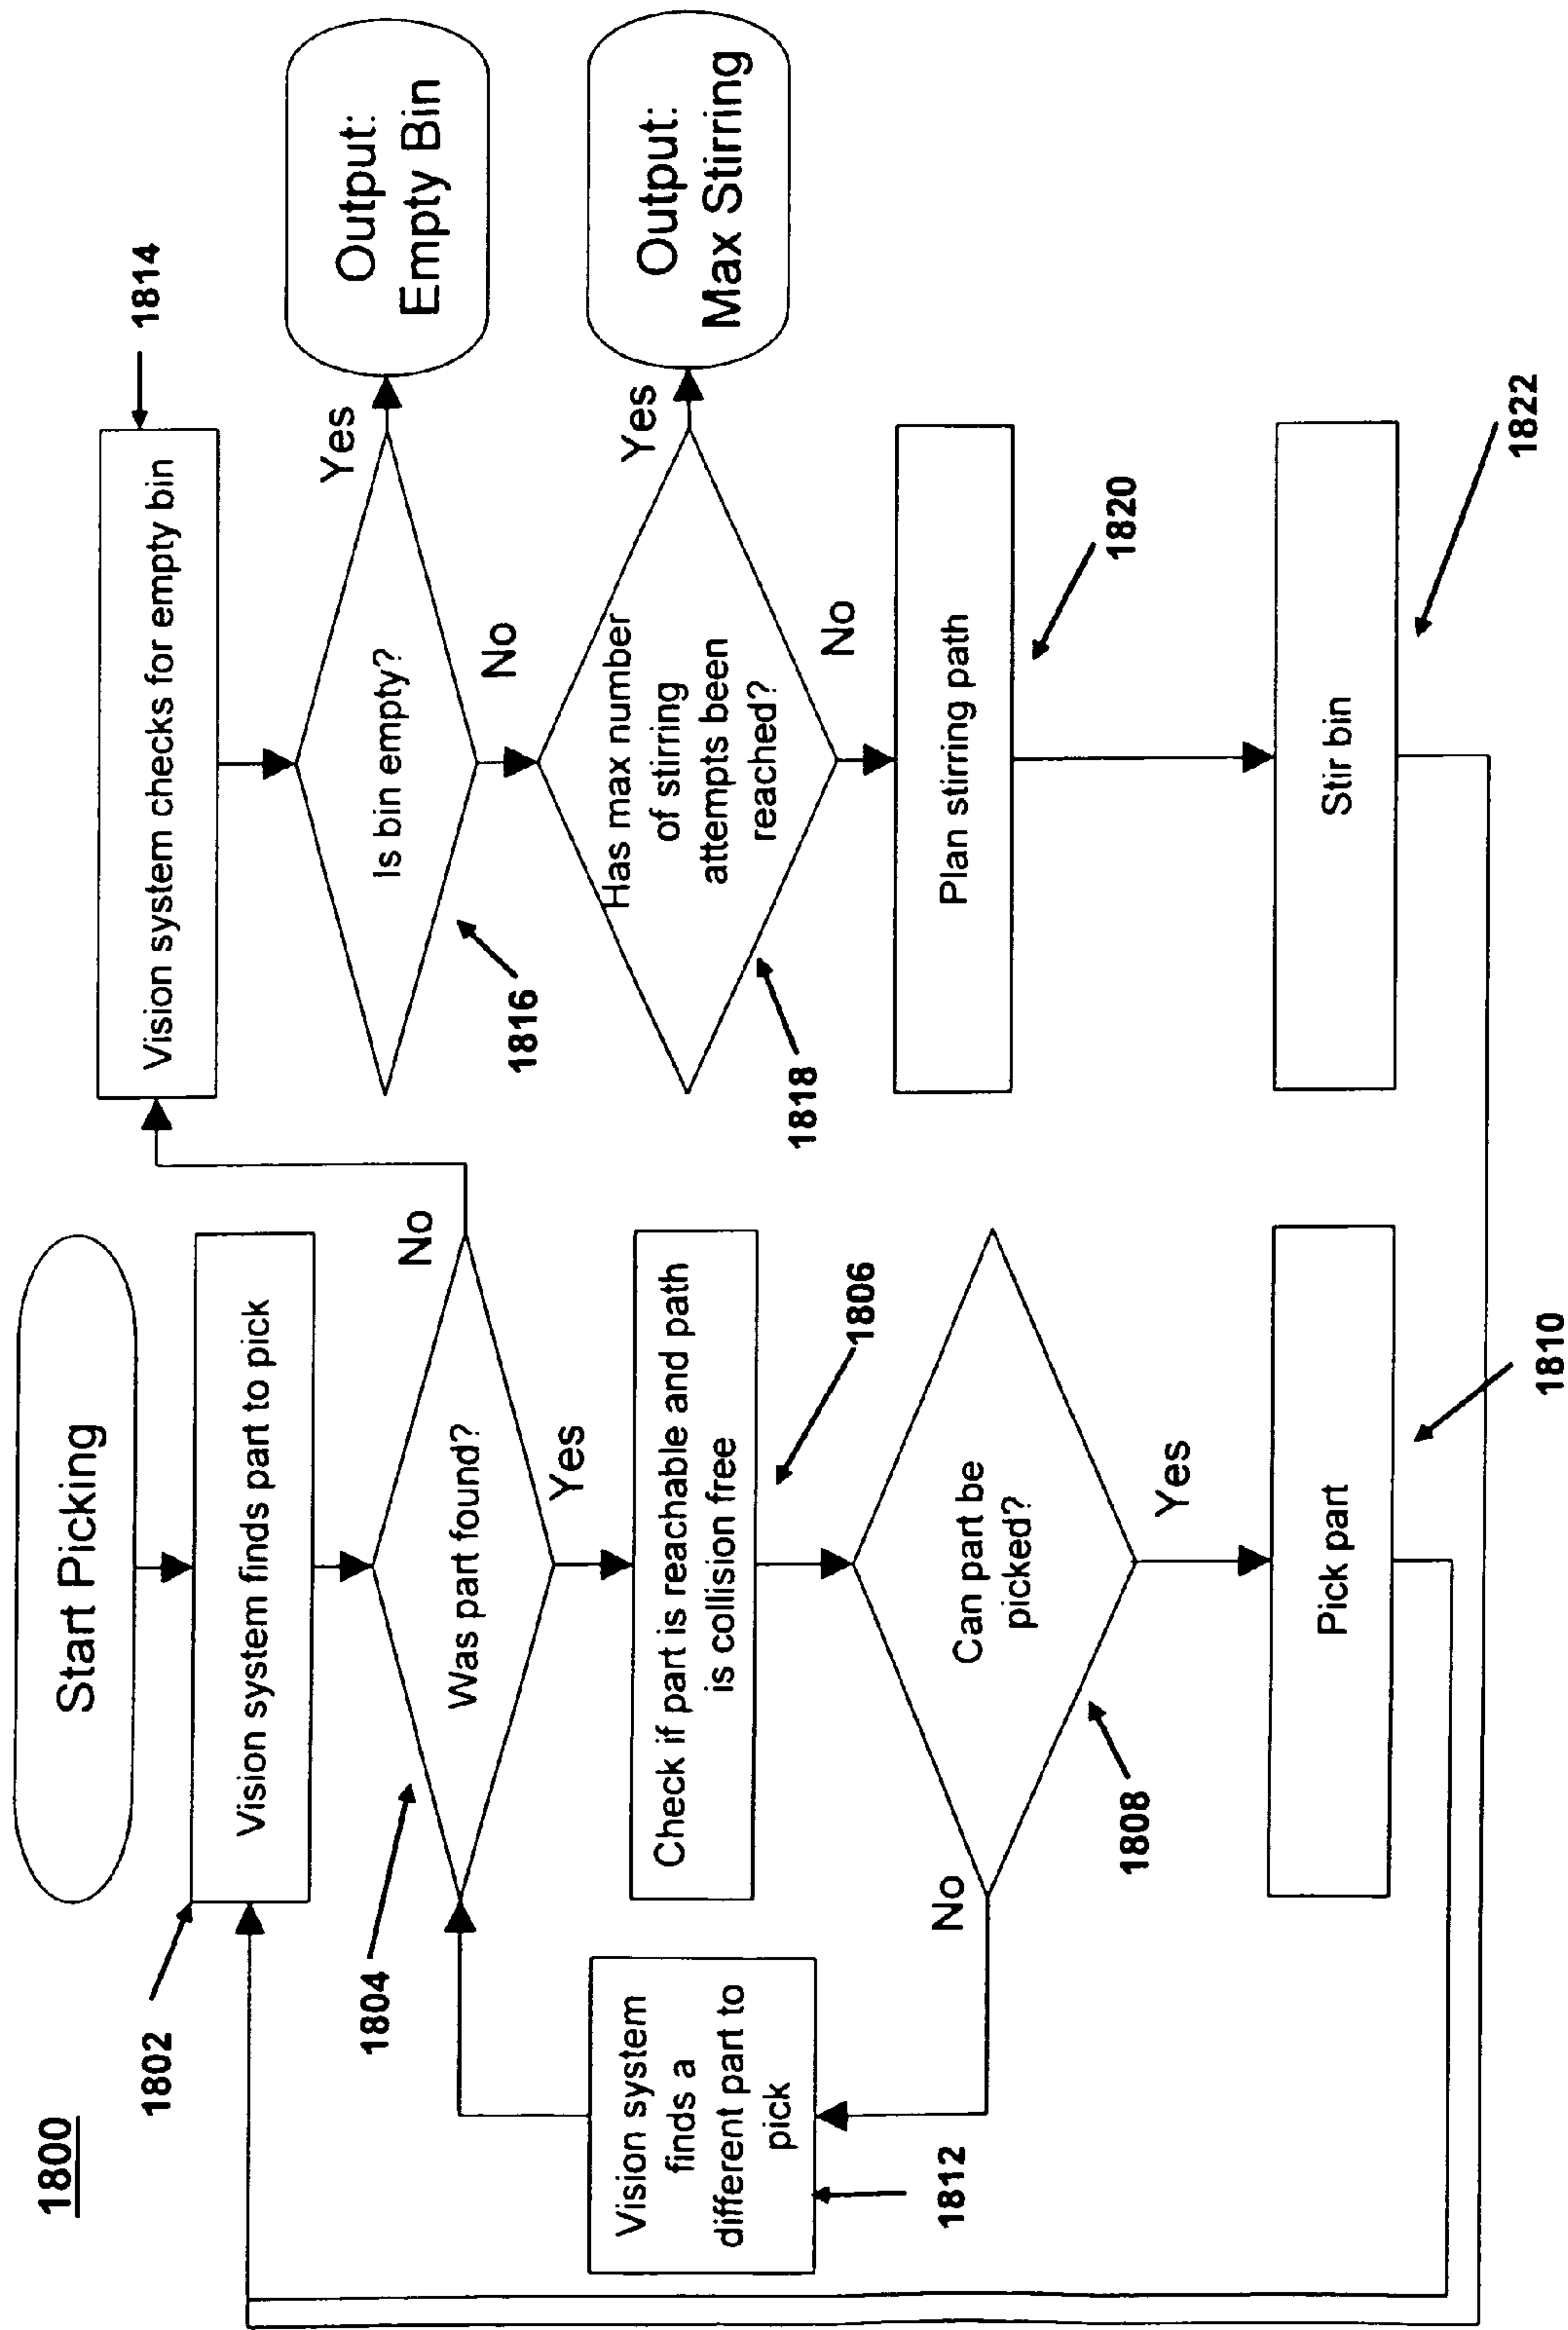 1800
Start Picking
1802
Vision system finds part to pick
1804
Was part found?
No
Yes
Check if part is reachable and path
is collision free
1806
Can part be
picked?
1808
No
Yes
Vision system
finds a
different part to
pick
1812
Pick part
1810
1814
Vision system checks for empty bin
Is bin empty?
1816
Yes
Output:
Empty Bin
No
Has max number
of stirring
attempts been
reached?
1818
Yes
Output:
Max Stirring
No
Plan stirring path
1820
Stir bin
1822